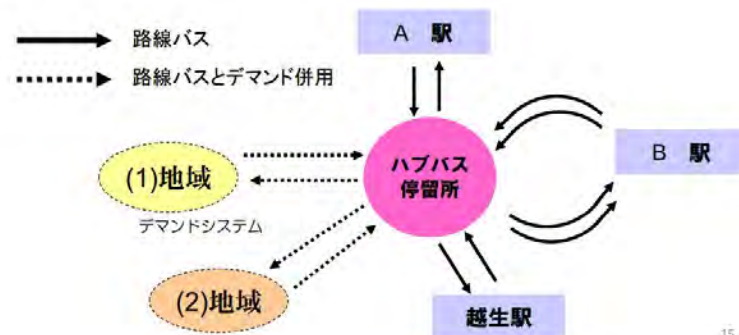 路線バス
路線バスとデマンド併用
A 駅
B 駅
ハブバス
停留所
(1)地域
デマンドシステム
(2)地域
越生駅
15